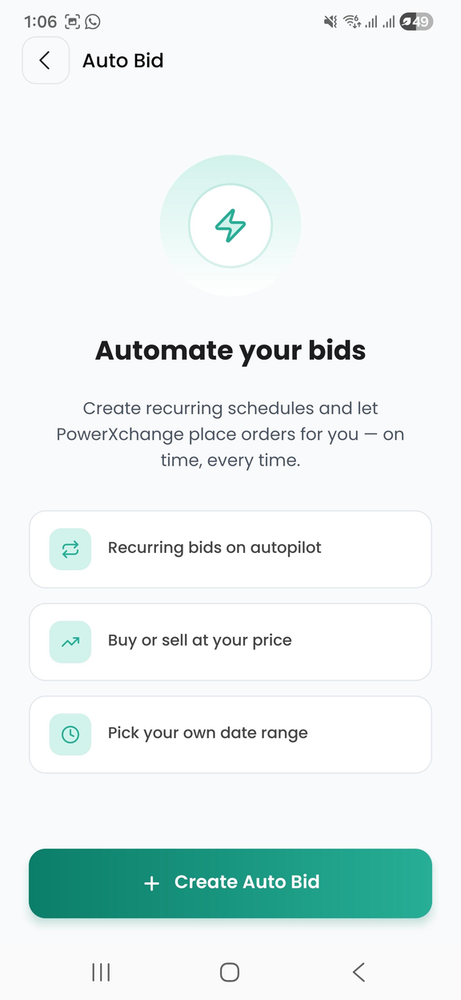 1:06
49
Auto Bid
Automate your bids
Create recurring schedules and let
PowerXchange place orders for you — on
time, every time.
Recurring bids on autopilot
Buy or sell at your price
Pick your own date range
+ Create Auto Bid